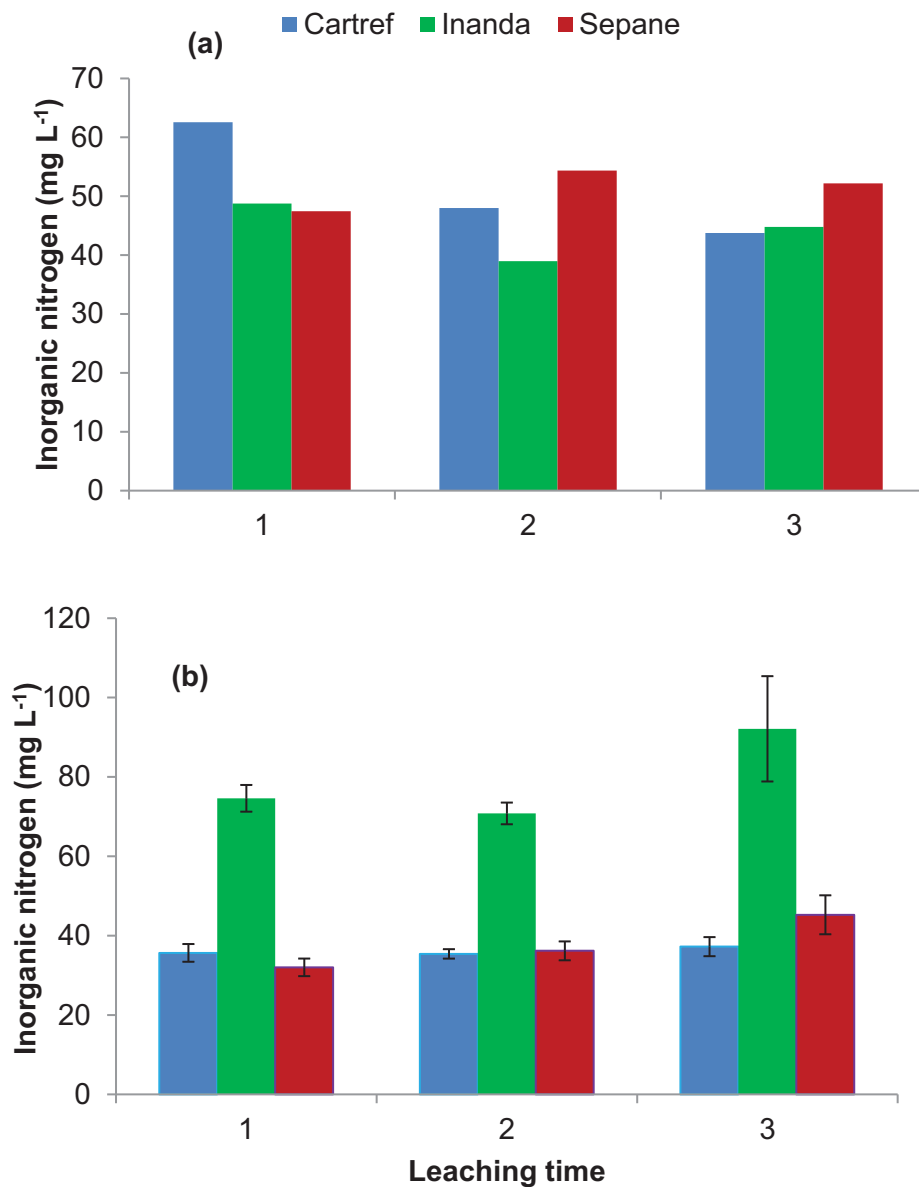 Cartref Inanda Sepane
(a)
Inorganic nitrogen (mg L-1)
70
60
50
40
30
20
10
0
1 2 3
(b)
Inorganic nitrogen (mg L-1)
120
100
80
60
40
20
0
1 2 3
Leaching time